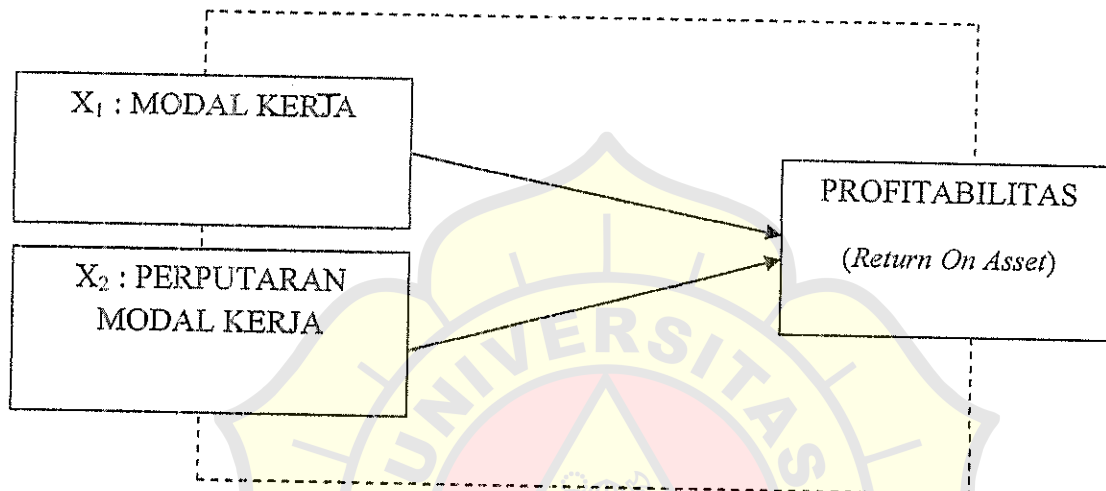 X₁ : MODAL KERJA
X₂ : PERPUTARAN
MODAL KERJA
PROFITABILITAS
(Return On Asset)
UNIVERSITAS